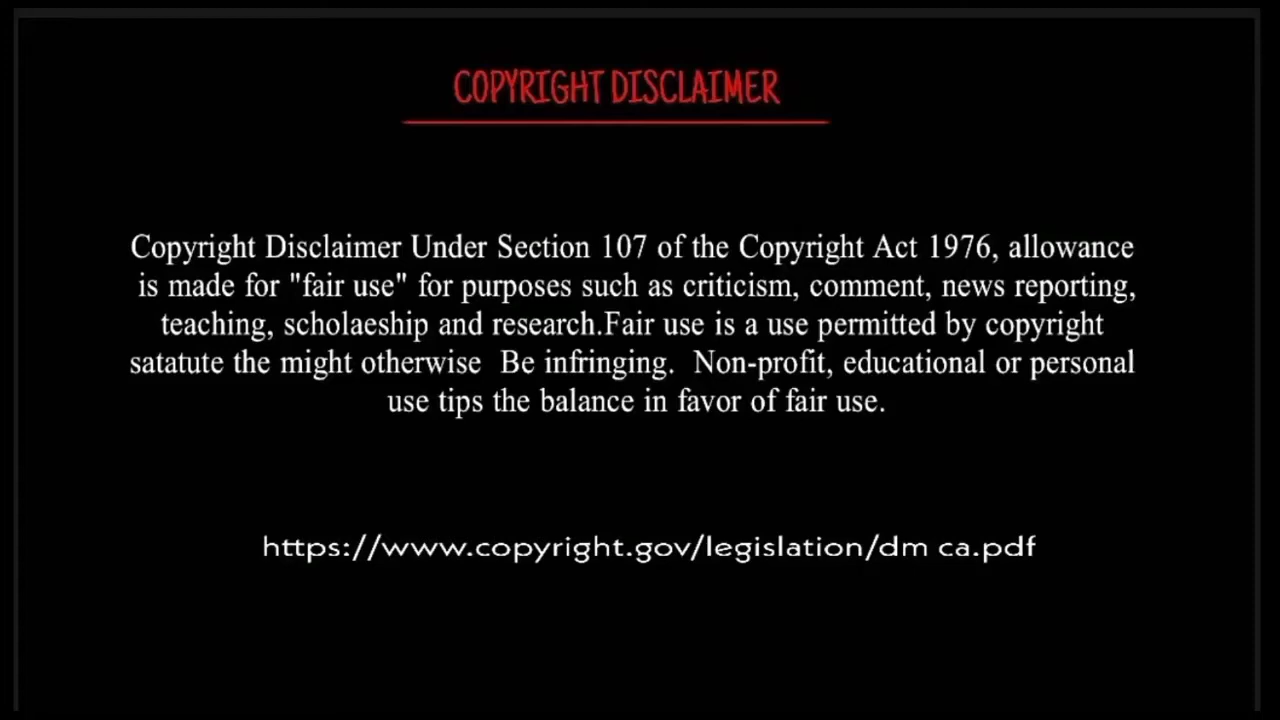 COPYRIGHT DISCLAIMER
Copyright Disclaimer Under Section 107 of the Copyright Act 1976, allowance
is made for "fair use" for purposes such as criticism, comment, news reporting,
teaching, scholaeship and research.Fair use is a use permitted by copyright
satatute the might otherwise  Be infringing.  Non-profit, educational or personal
use tips the balance in favor of fair use.
https://www.copyright.gov/legislation/dm ca.pdf